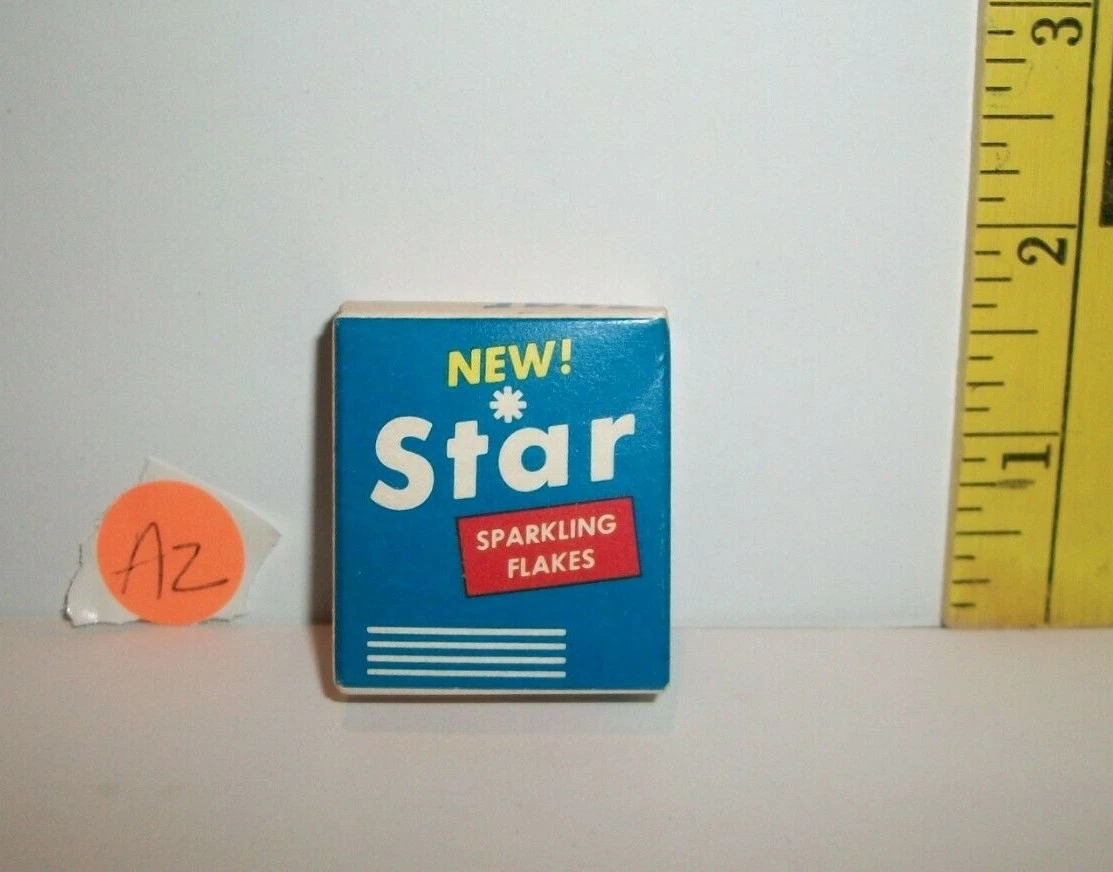 NEW!
Star
SPARKLING
FLAKES
AZ
3
2
1